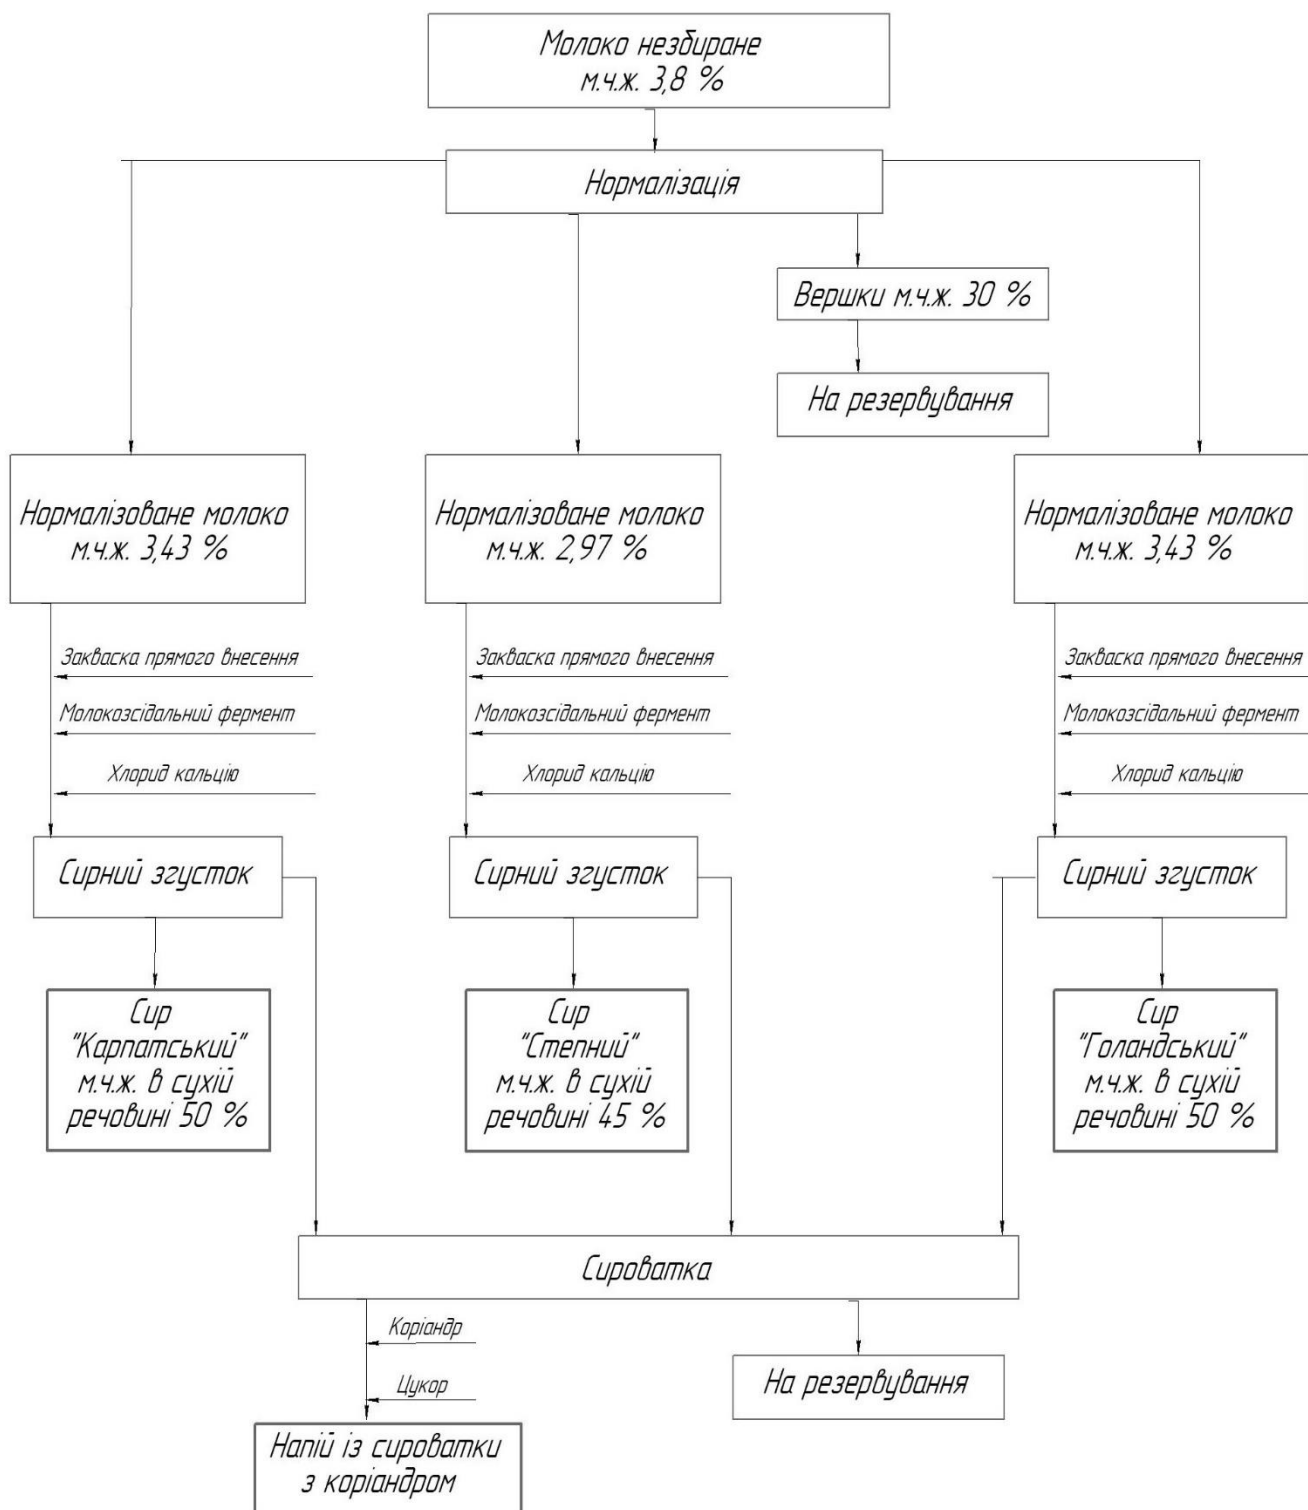 Молоко незбиране
м.ч.ж. 3,8 %
Нормалізація
Вершки м.ч.ж. 30 %
На резервування
Нормалізоване молоко
м.ч.ж. 3,43 %
Нормалізоване молоко
м.ч.ж. 2,97 %
Нормалізоване молоко
м.ч.ж. 3,43 %
Закваска прямого внесення
Молокозсідальний фермент
Хлорид кальцію
Закваска прямого внесення
Молокозсідальний фермент
Хлорид кальцію
Закваска прямого внесення
Молокозсідальний фермент
Хлорид кальцію
Сирний згусток
Сирний згусток
Сирний згусток
Сир
"Карпатський"
м.ч.ж. в сухій
речовині 50 %
Сир
"Степний"
м.ч.ж. в сухій
речовині 45 %
Сир
"Голандський"
м.ч.ж. в сухій
речовині 50 %
Сироватка
Коріандр
Цукор
На резервування
Напій із сироватки
з коріандром